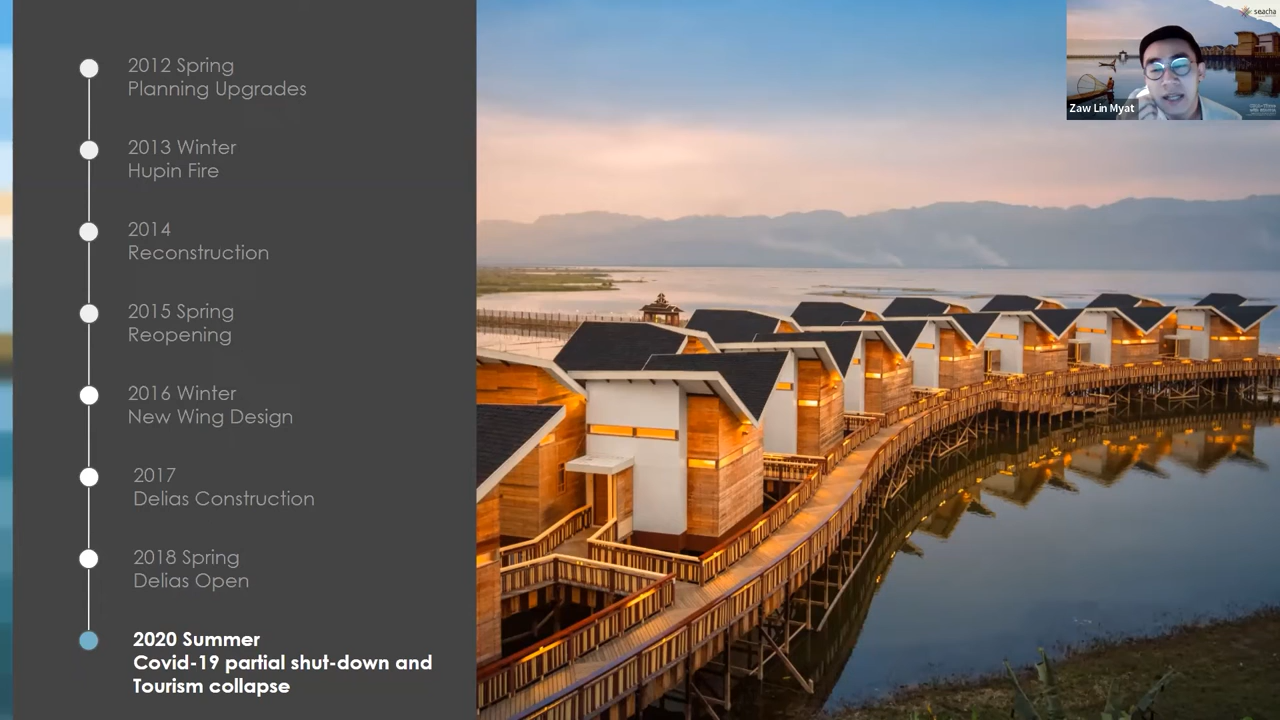 2012 Spring
Planning Upgrades
2013 Winter
Hupin Fire
2014
Reconstruction
2015 Spring
Reopening
2016 Winter
New Wing Design
2017
Delias Construction
2018 Spring
Delias Open
2020 Summer
Covid-19 partial shut-down and
Tourism collapse
seacha
Zaw Lin Myat